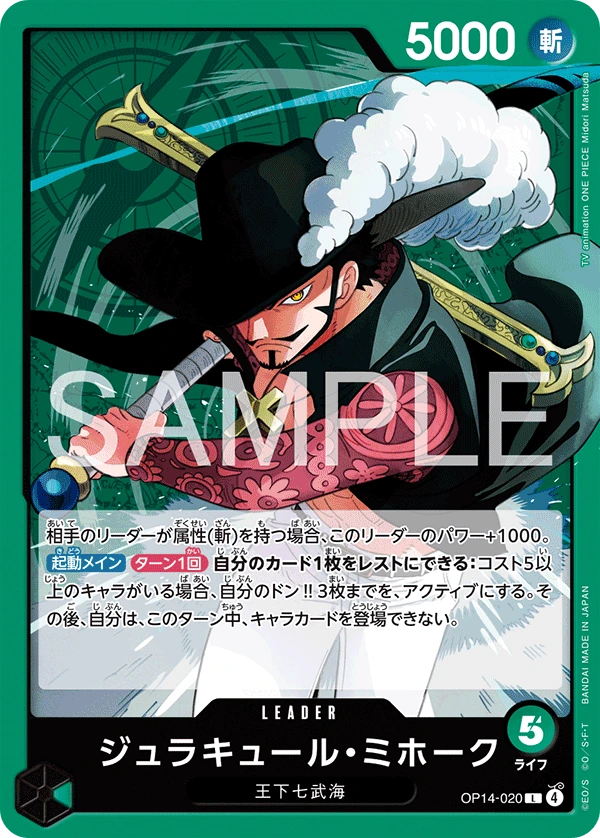 5000 斬
TV animation ONE PIECE Midori Matsuda
SAMPLE
相手のリーダーが属性(斬)を持つ場合、このリーダーのパワー+1000。
起動メイン ターン1回 自分のカード1枚をレストにできる:コスト5以
上のキャラがいる場合、自分のドン!!3枚までを、アクティブにする。そ
の後、自分は、このターン中、キャラカードを登場できない。
LEADER
ジュラキュール・ミホーク
5
ライフ
王下七武海
OP14-020 L 4
©E.O/S ©O/S・F・T BANDAI MADE IN JAPAN